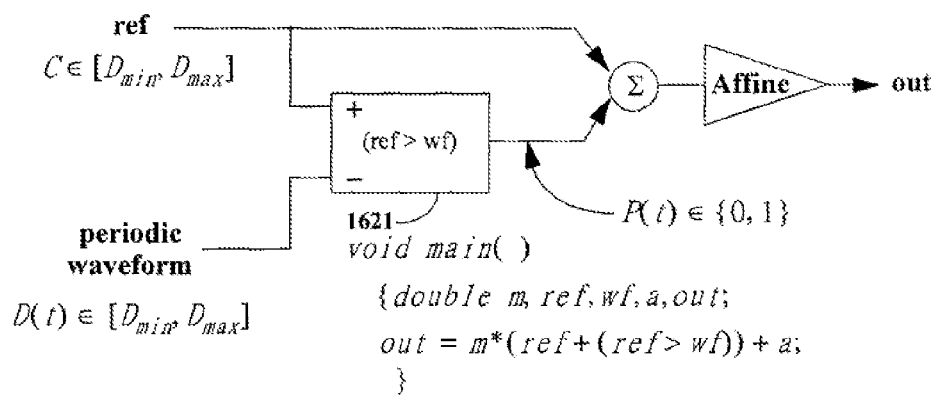 ref
C ∈ [D_min, D_max]
Σ
Affine
out
+
(ref > wf)
−
1621
P(t) ∈ {0, 1}
periodic
waveform
D(t) ∈ [D_min, D_max]
void main( )
{double m, ref, wf, a, out;
out = m*(ref + (ref > wf)) + a;
}